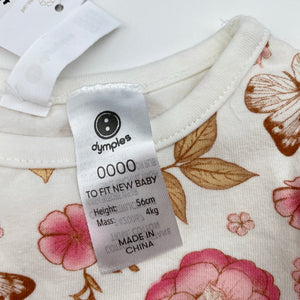 dymples
0000
TO FIT NEW BABY
Height: 56cm
Mass: 4kg
MADE IN
CHINA